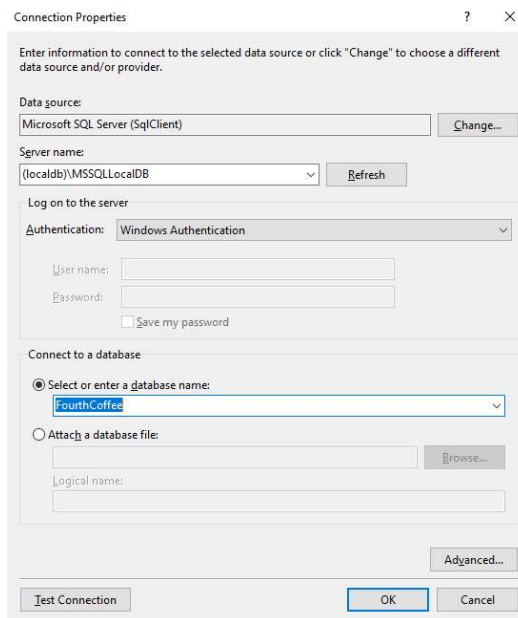 Connection Properties ? X
Enter information to connect to the selected data source or click "Change" to choose a different
data source and/or provider.
Data source:
Microsoft SQL Server (SqlClient) Change...
Server name:
(localdb)\MSSQLLocalDB Refresh
Log on to the server
Authentication: Windows Authentication
User name:
Password:
Save my password
Connect to a database
Select or enter a database name:
FourthCoffee
Attach a database file:
Browse...
Logical name:
Advanced...
Test Connection OK Cancel